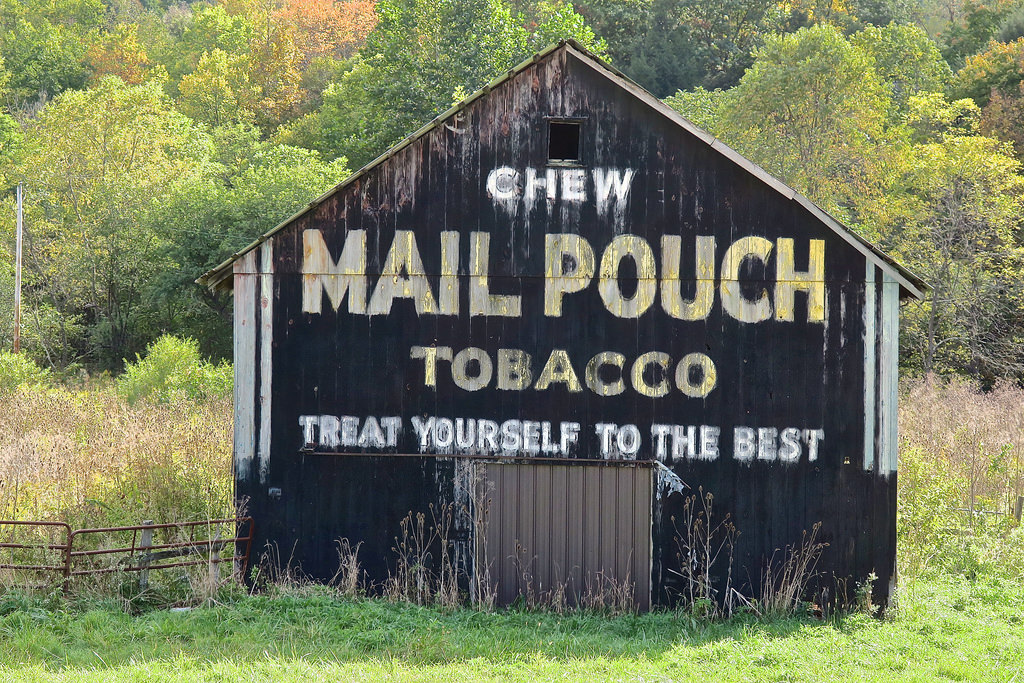 CHEW
MAIL POUCH
TOBACCO
TREAT YOURSELF TO THE BEST